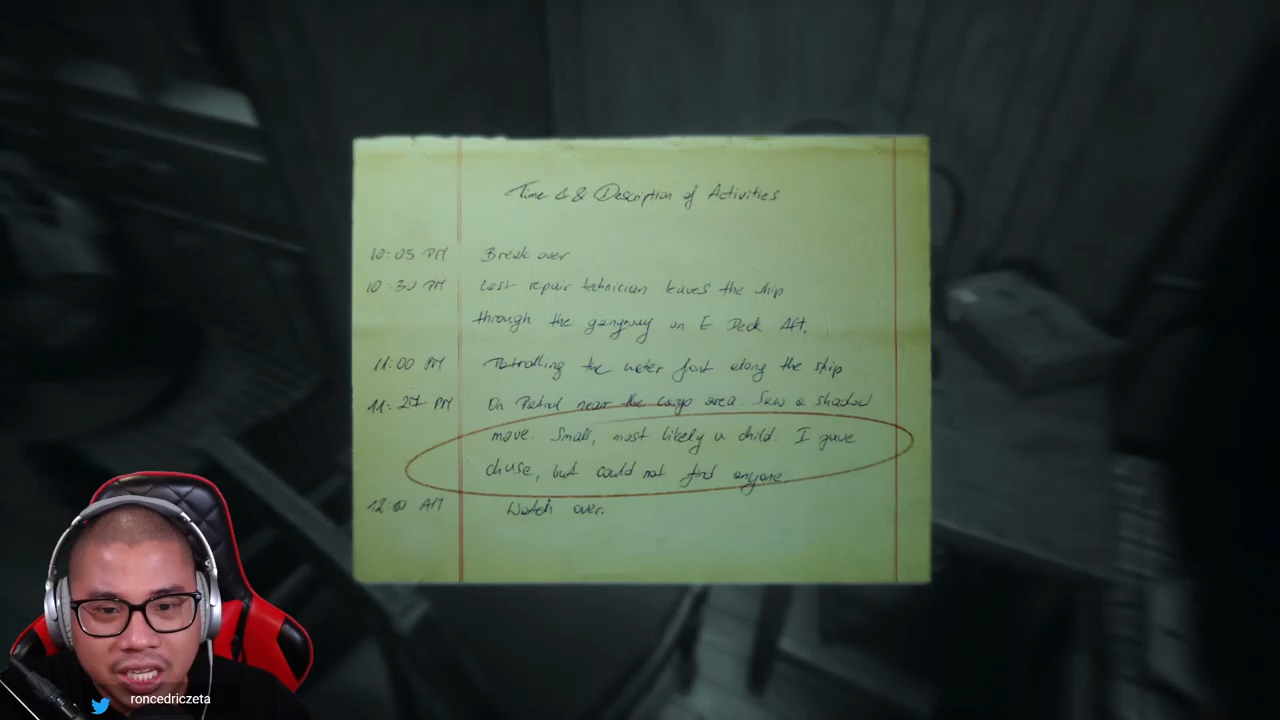 Time & Description of Activities
10:05 PM Break over
10:30 PM Last repair technician leaves the ship
through the gangway on E Deck Aft.
11:00 PM Patrolling the water font along the ship
11:27 PM On Patrol near the cargo area. Saw a shadow
move. Small, most likely a child. I gave
chase, but could not find anyone.
12:00 AM Watch over.
roncedriczeta